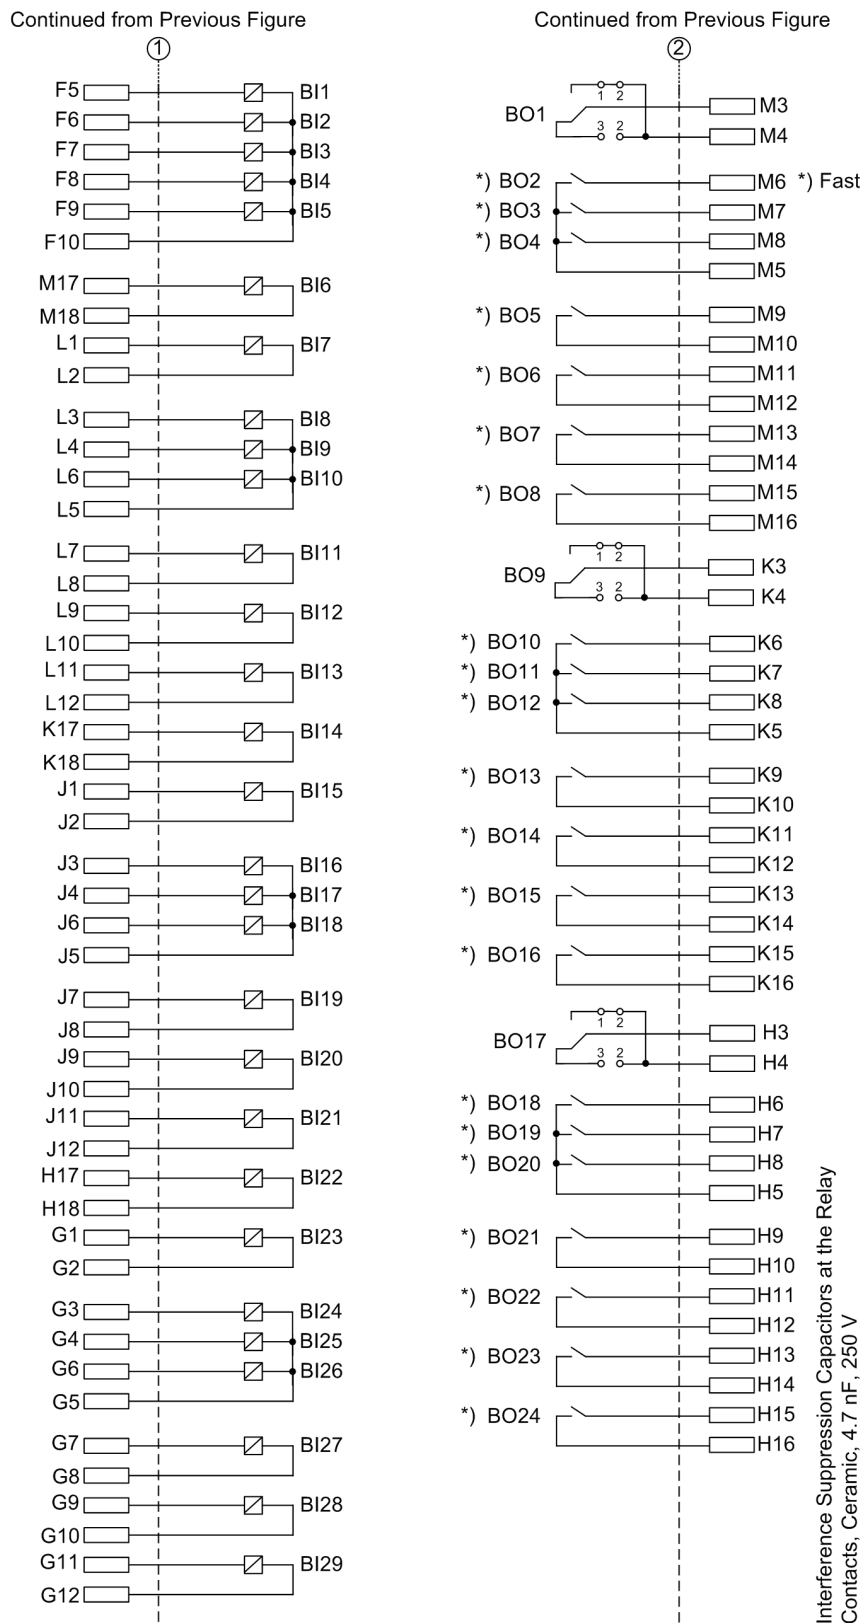 Continued from Previous Figure
1
F5 BI1
F6 BI2
F7 BI3
F8 BI4
F9 BI5
F10
M17 BI6
M18
L1 BI7
L2
L3 BI8
L4 BI9
L6 BI10
L5
L7 BI11
L8
L9 BI12
L10
L11 BI13
L12
K17 BI14
K18
J1 BI15
J2
J3 BI16
J4 BI17
J6 BI18
J5
J7 BI19
J8
J9 BI20
J10
J11 BI21
J12
H17 BI22
H18
G1 BI23
G2
G3 BI24
G4 BI25
G6 BI26
G5
G7 BI27
G8
G9 BI28
G10
G11 BI29
G12
Continued from Previous Figure
2
1 2
M3
BO1
3 2
M4
*) BO2 M6 *) Fast
*) BO3 M7
*) BO4 M8
M5
*) BO5 M9
M10
*) BO6 M11
M12
*) BO7 M13
M14
*) BO8 M15
M16
1 2
K3
BO9
3 2
K4
*) BO10 K6
*) BO11 K7
*) BO12 K8
K5
*) BO13 K9
K10
*) BO14 K11
K12
*) BO15 K13
K14
*) BO16 K15
K16
1 2
H3
BO17
3 2
H4
*) BO18 H6
*) BO19 H7
*) BO20 H8
H5
*) BO21 H9
H10
*) BO22 H11
H12
*) BO23 H13
H14
*) BO24 H15
H16
Interference Suppression Capacitors at the Relay
Contacts, Ceramic, 4.7 nF, 250 V